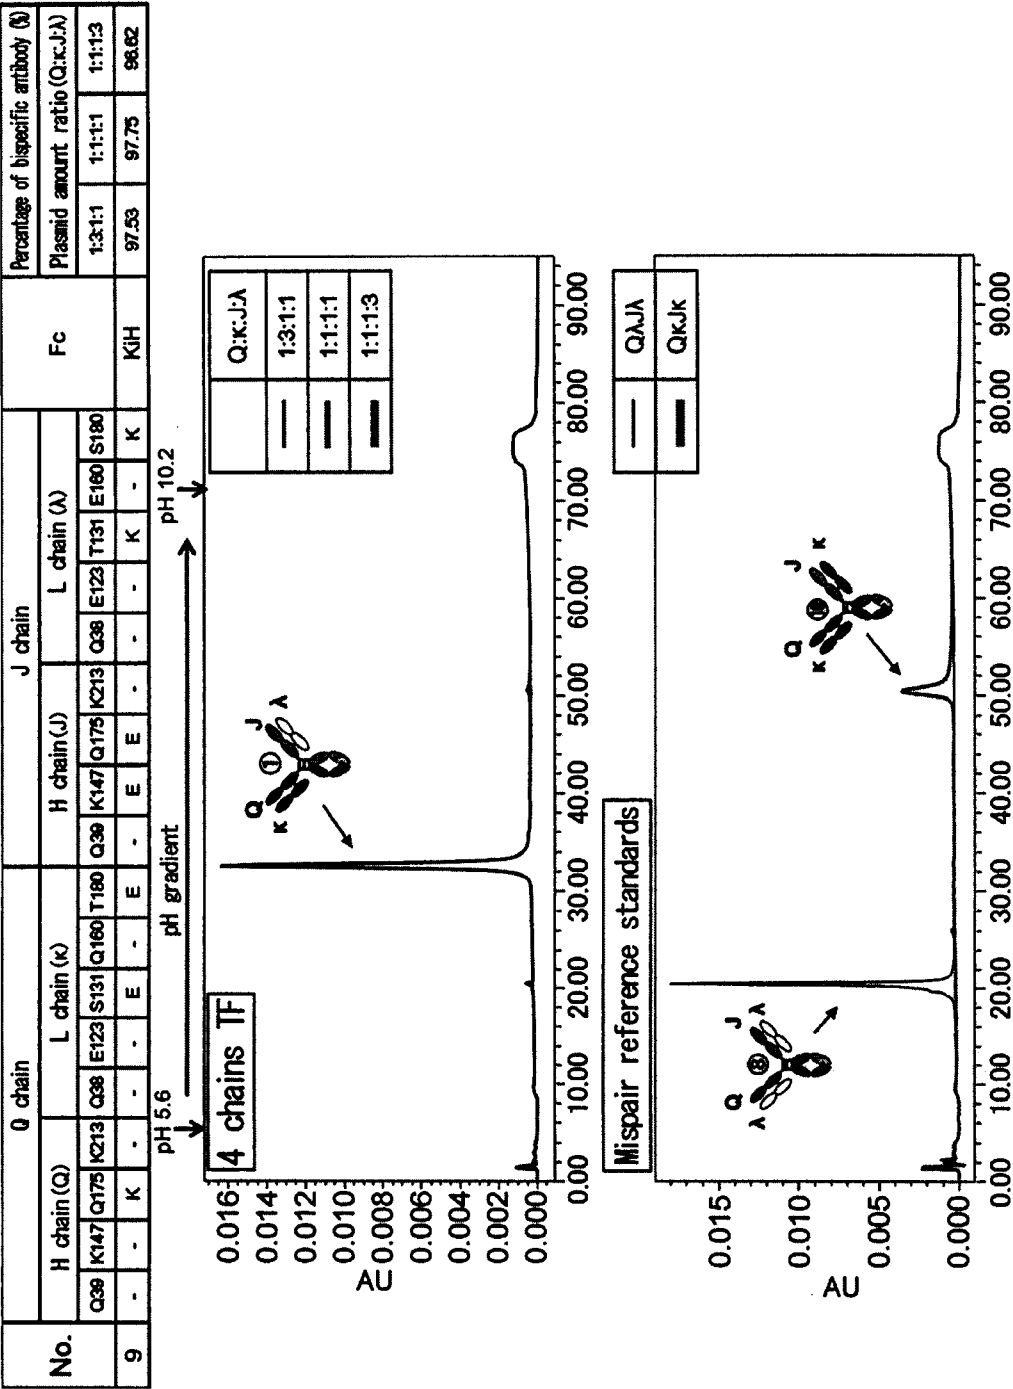 No. Q chain J chain Fc Percentage of bispecific antibody (%)
H chain(Q) L chain (κ) H chain(J) L chain (λ) Plasmid amount ratio(Q:κ:J:λ)
Q39 K147 Q175 K213 Q38 E123 S131 Q160 T180 Q39 K147 Q175 K213 Q38 E123 T131 E160 S180 1:3:1:1 1:1:1:1 1:1:1:3
9 - - K - - - E - E - E E - - - K - K KiH 97.53 97.75 96.62
pH 5.6 pH gradient pH 10.2
4 chains TF
Q:κ:J:λ
1:3:1:1
1:1:1:1
1:1:1:3
Q J
① 
κ λ
AU
0.016
0.014
0.012
0.010
0.008
0.006
0.004
0.002
0.000
0.00 10.00 20.00 30.00 40.00 50.00 60.00 70.00 80.00 90.00
Mispair reference standards
QλJλ
QκJκ
Q J
⑧
λ λ
Q J
κ κ
AU
0.015
0.010
0.005
0.000
0.00 10.00 20.00 30.00 40.00 50.00 60.00 70.00 80.00 90.00